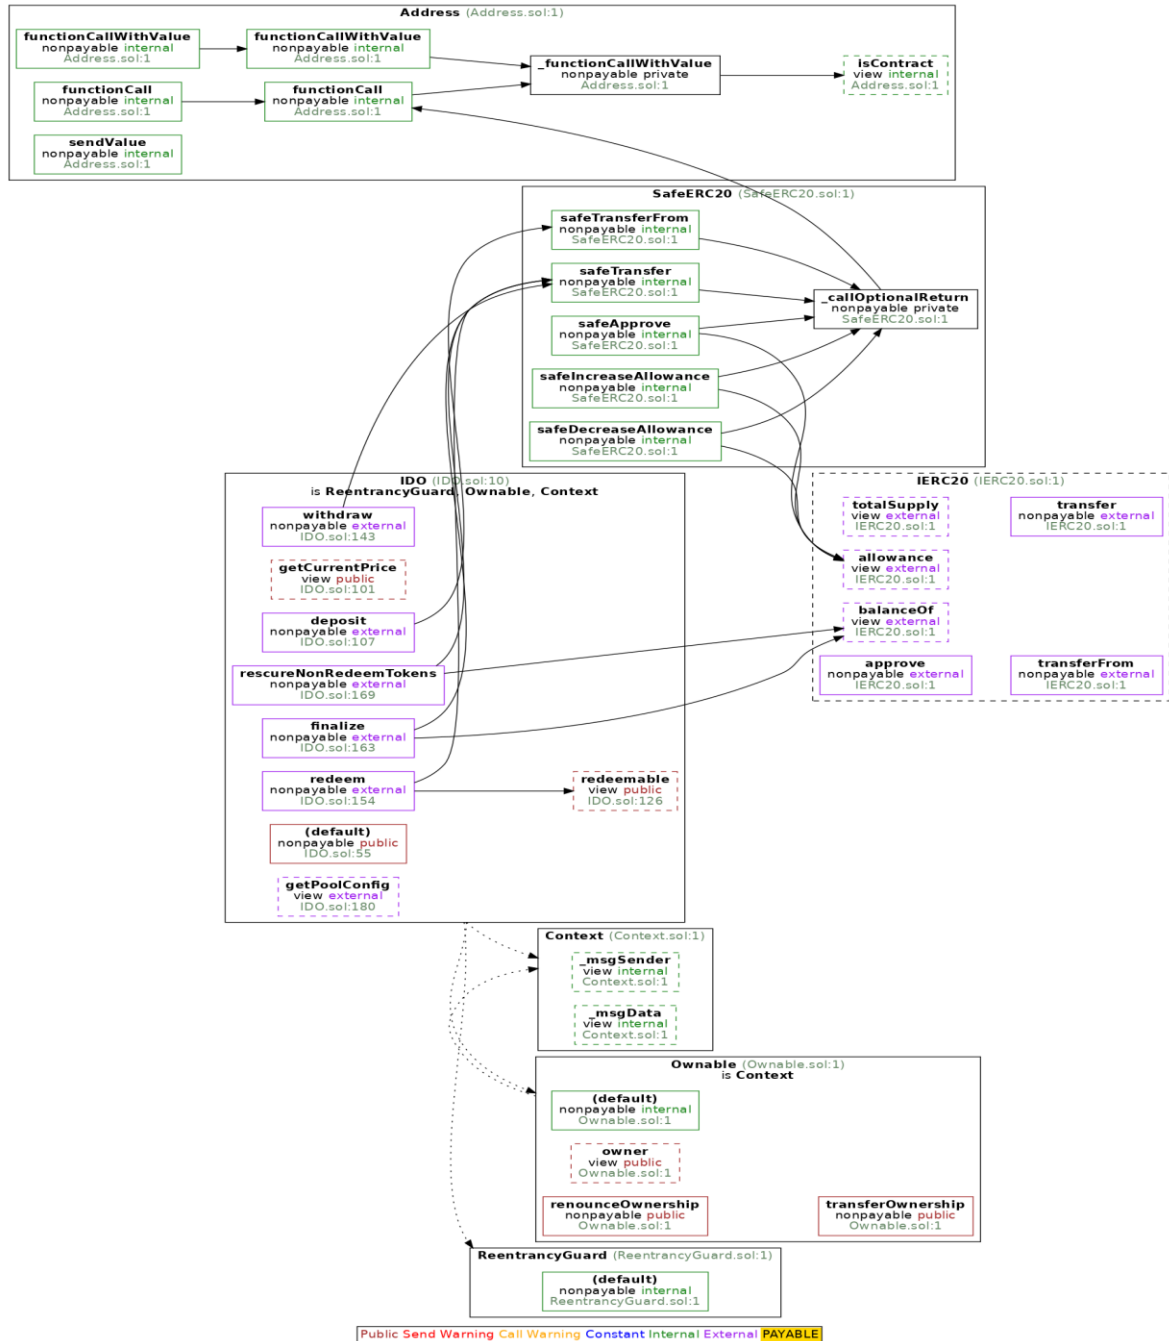 Address (Address.sol:1)
functionCallWithValue
nonpayable internal
Address.sol:1
functionCallWithValue
nonpayable internal
Address.sol:1
_functionCallWithValue
nonpayable private
Address.sol:1
isContract
view internal
Address.sol:1
functionCall
nonpayable internal
Address.sol:1
functionCall
nonpayable internal
Address.sol:1
sendValue
nonpayable internal
Address.sol:1
SafeERC20 (SafeERC20.sol:1)
safeTransferFrom
nonpayable internal
SafeERC20.sol:1
safeTransfer
nonpayable internal
SafeERC20.sol:1
_callOptionalReturn
nonpayable private
SafeERC20.sol:1
safeApprove
nonpayable internal
SafeERC20.sol:1
safeIncreaseAllowance
nonpayable internal
SafeERC20.sol:1
safeDecreaseAllowance
nonpayable internal
SafeERC20.sol:1
IDO (IDO.sol:10)
is ReentrancyGuard, Ownable, Context
withdraw
nonpayable external
IDO.sol:143
getCurrentPrice
view public
IDO.sol:101
deposit
nonpayable external
IDO.sol:107
rescureNonRedeemTokens
nonpayable external
IDO.sol:169
finalize
nonpayable external
IDO.sol:163
redeem
nonpayable external
IDO.sol:154
redeemable
view public
IDO.sol:126
(default)
nonpayable public
IDO.sol:55
getPoolConfig
view external
IDO.sol:180
IERC20 (IERC20.sol:1)
totalSupply
view external
IERC20.sol:1
transfer
nonpayable external
IERC20.sol:1
allowance
view external
IERC20.sol:1
balanceOf
view external
IERC20.sol:1
approve
nonpayable external
IERC20.sol:1
transferFrom
nonpayable external
IERC20.sol:1
Context (Context.sol:1)
_msgSender
view internal
Context.sol:1
_msgData
view internal
Context.sol:1
Ownable (Ownable.sol:1)
is Context
(default)
nonpayable internal
Ownable.sol:1
owner
view public
Ownable.sol:1
renounceOwnership
nonpayable public
Ownable.sol:1
transferOwnership
nonpayable public
Ownable.sol:1
ReentrancyGuard (ReentrancyGuard.sol:1)
(default)
nonpayable internal
ReentrancyGuard.sol:1
Public Send Warning Call Warning Constant Internal External PAYABLE